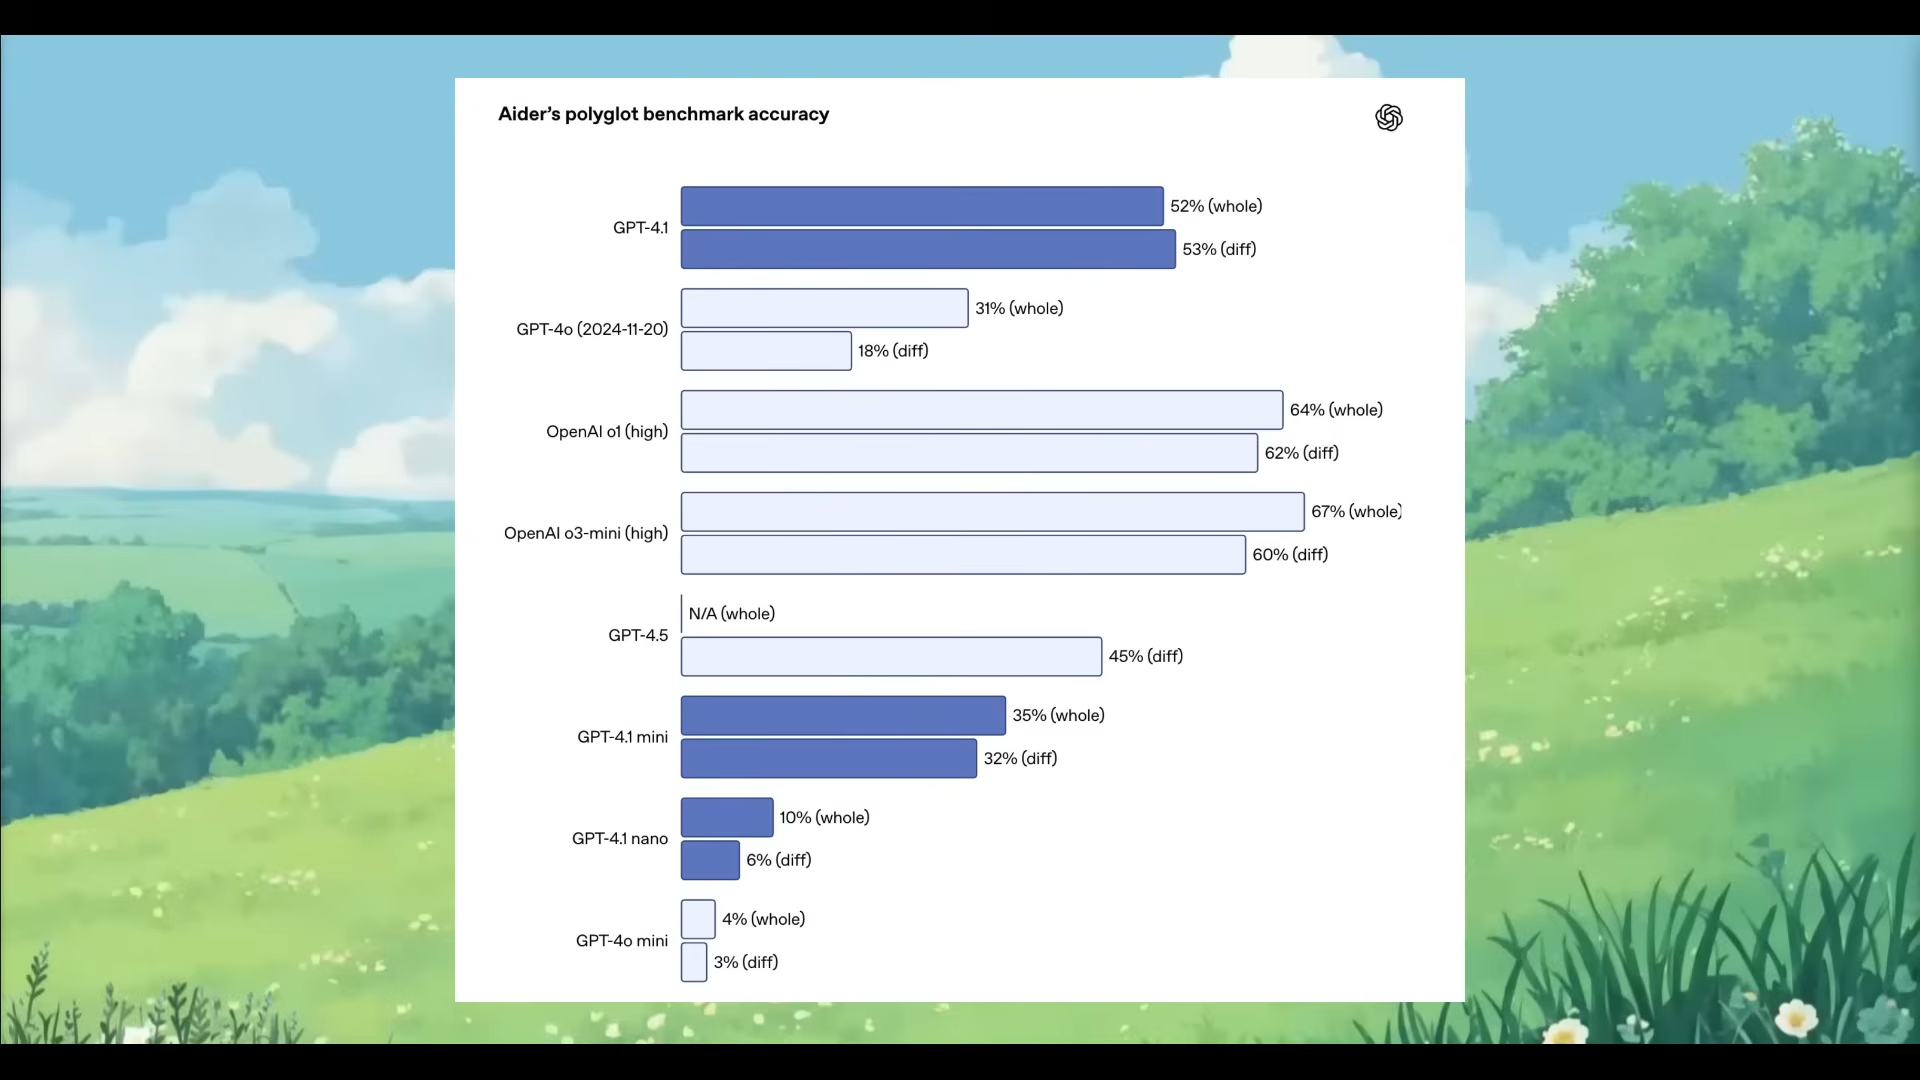 Aider’s polyglot benchmark accuracy
GPT-4.1
52% (whole)
53% (diff)
GPT-4o (2024-11-20)
31% (whole)
18% (diff)
OpenAI o1 (high)
64% (whole)
62% (diff)
OpenAI o3-mini (high)
67% (whole)
60% (diff)
GPT-4.5
N/A (whole)
45% (diff)
GPT-4.1 mini
35% (whole)
32% (diff)
GPT-4.1 nano
10% (whole)
6% (diff)
GPT-4o mini
4% (whole)
3% (diff)